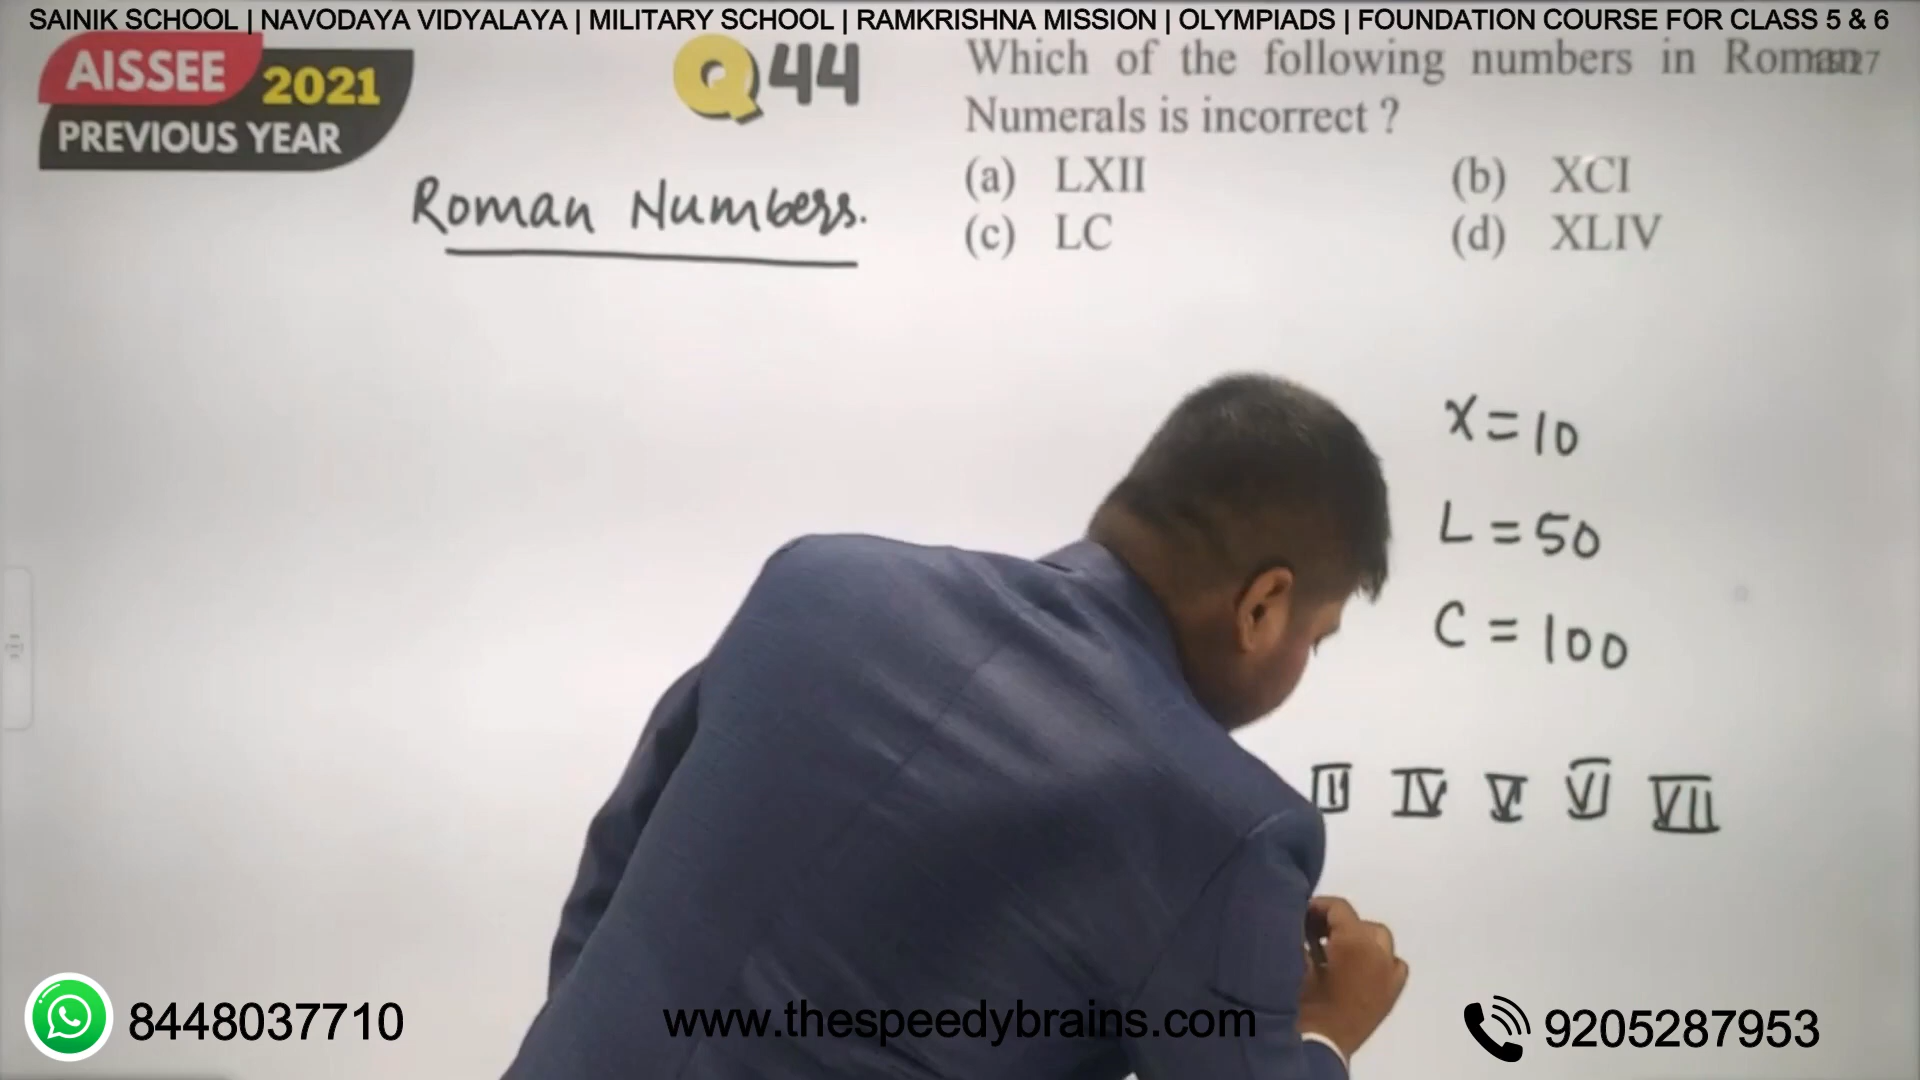 SAINIK SCHOOL | NAVODAYA VIDYALAYA | MILITARY SCHOOL | RAMKRISHNA MISSION | OLYMPIADS | FOUNDATION COURSE FOR CLASS 5 & 6
AISSEE 2021
PREVIOUS YEAR
Q44
Which of the following numbers in Roman
Numerals is incorrect ?
(a) LXII (b) XCI
(c) LC (d) XLIV
Roman Numbers.
X=10
L=50
C=100
IV V VI VII
8448037710
www.thespeedybrains.com
9205287953